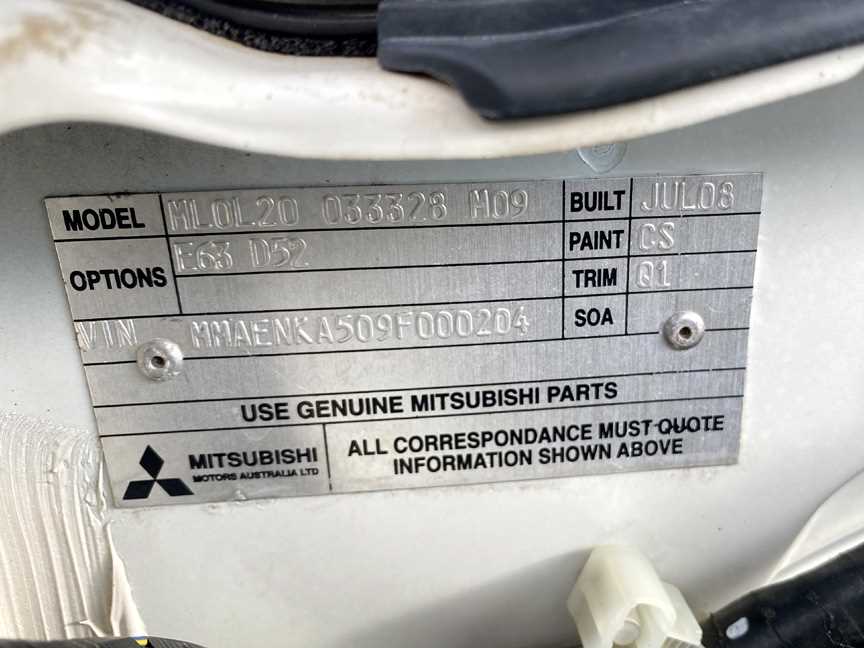 MODEL ML0L20 033328 M09 BUILT JUL08
OPTIONS E63 D52 PAINT CS
TRIM Q1
VIN MMAENKA509F000204 SOA
USE GENUINE MITSUBISHI PARTS
MITSUBISHI
MOTORS AUSTRALIA LTD
ALL CORRESPONDANCE MUST QUOTE
INFORMATION SHOWN ABOVE